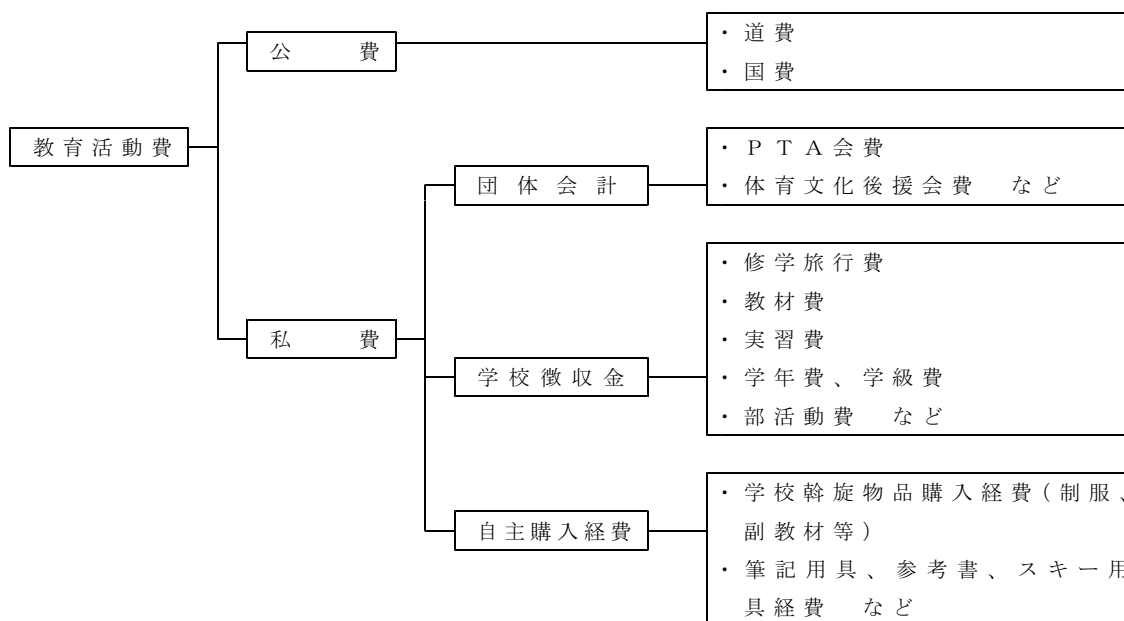 教育活動費
公　　費
・道費
・国費
私　　費
団体会計
・ＰＴＡ会費
・体育文化後援会費　など
学校徴収金
・修学旅行費
・教材費
・実習費
・学年費、学級費
・部活動費　など
自主購入経費
・学校斡旋物品購入経費（制服、
副教材等）
・筆記用具、参考書、スキー用
具経費　など